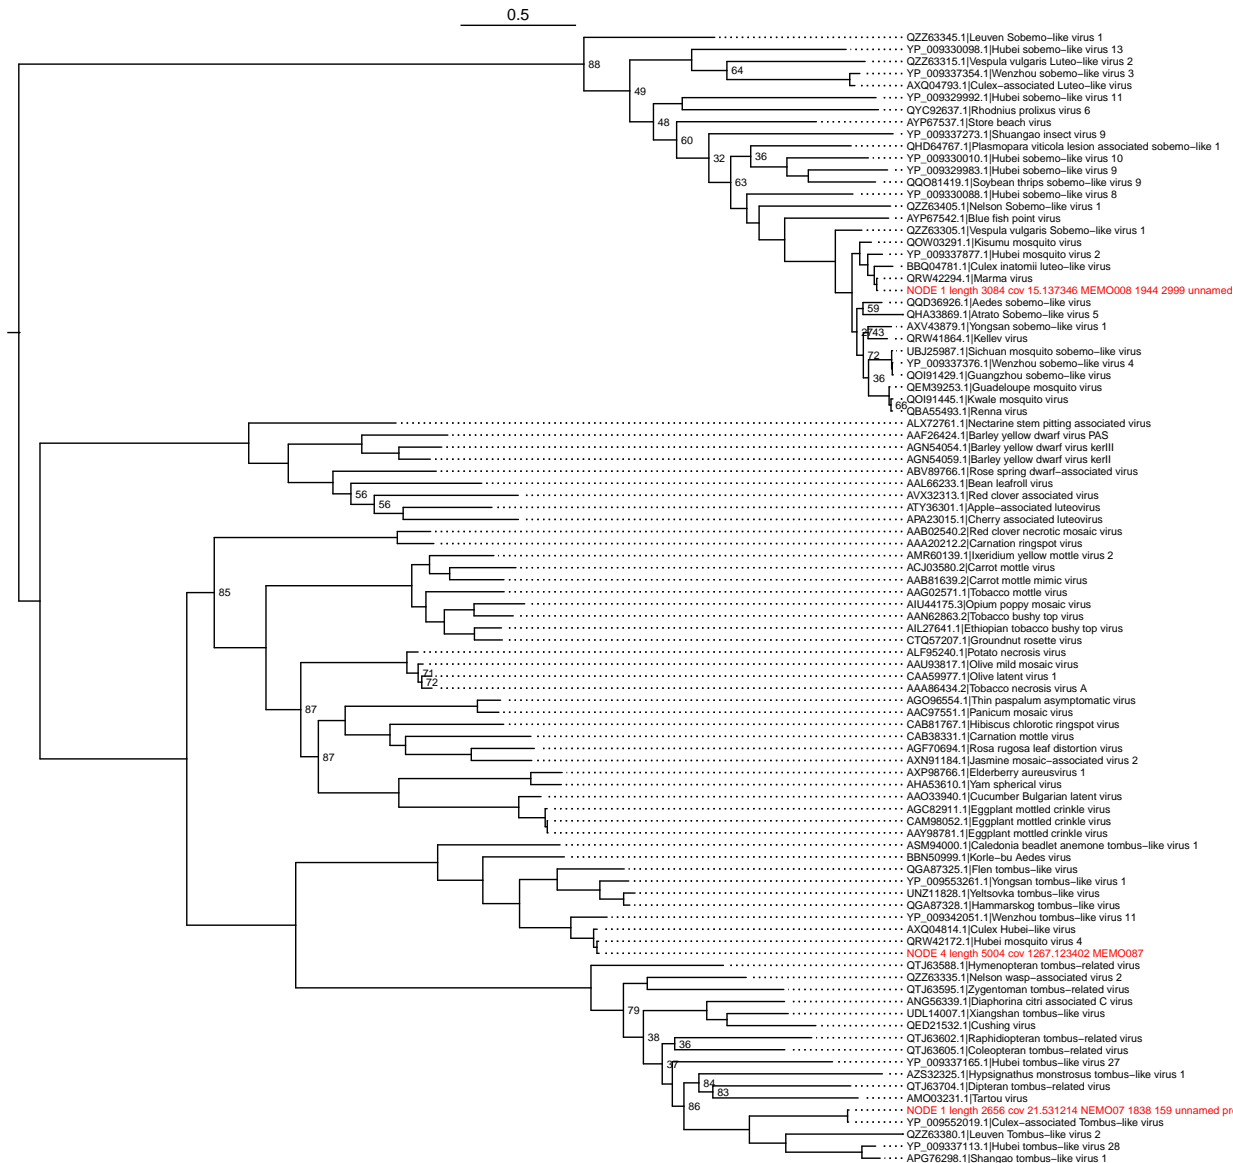 0.5
QZZ63345.1|Leuven Sobemo−like virus 1
YP_009330098.1|Hubei sobemo−like virus 13
88
QZZ63315.1|Vespula vulgaris Luteo−like virus 2
64
YP_009337354.1|Wenzhou sobemo−like virus 3
AXQ04793.1|Culex−associated Luteo−like virus
49
YP_009329992.1|Hubei sobemo−like virus 11
QYC92637.1|Rhodnius prolixus virus 6
48
AYP67537.1|Store beach virus
60
YP_009337273.1|Shuangao insect virus 9
QHD64767.1|Plasmopara viticola lesion associated sobemo−like 1
32
36
YP_009330010.1|Hubei sobemo−like virus 10
YP_009329983.1|Hubei sobemo−like virus 9
63
QQO81419.1|Soybean thrips sobemo−like virus 9
YP_009330088.1|Hubei sobemo−like virus 8
QZZ63405.1|Nelson Sobemo−like virus 1
AYP67542.1|Blue fish point virus
QZZ63305.1|Vespula vulgaris Sobemo−like virus 1
QOW03291.1|Kisumu mosquito virus
YP_009337877.1|Hubei mosquito virus 2
BBQ04781.1|Culex inatomii luteo−like virus
QRW42294.1|Marma virus
NODE 1 length 3084 cov 15.137346 MEMO008 1944 2999 unnamed
QQD36926.1|Aedes sobemo−like virus
59
QHA33869.1|Atrato Sobemo−like virus 5
AXV43879.1|Yongsan sobemo−like virus 1
43
QRW41864.1|Kellev virus
UBJ25987.1|Sichuan mosquito sobemo−like virus
72
YP_009337376.1|Wenzhou sobemo−like virus 4
QOI91429.1|Guangzhou sobemo−like virus
36
QEM39253.1|Guadeloupe mosquito virus
QOI91445.1|Kwale mosquito virus
66
QBA55493.1|Renna virus
ALX72761.1|Nectarine stem pitting associated virus
AAF26424.1|Barley yellow dwarf virus PAS
AGN54054.1|Barley yellow dwarf virus kerIII
AGN54059.1|Barley yellow dwarf virus kerII
ABV89766.1|Rose spring dwarf−associated virus
AAL66233.1|Bean leafroll virus
56
AVX32313.1|Red clover associated virus
56
ATY36301.1|Apple−associated luteovirus
APA23015.1|Cherry associated luteovirus
AAB02540.2|Red clover necrotic mosaic virus
AAA20212.2|Carnation ringspot virus
AMR60139.1|Ixeridium yellow mottle virus 2
ACJ03580.2|Carrot mottle virus
AAB81639.2|Carrot mottle mimic virus
85
AAG02571.1|Tobacco mottle virus
AIU44175.3|Opium poppy mosaic virus
AAN62863.2|Tobacco bushy top virus
AIL27641.1|Ethiopian tobacco bushy top virus
CTQ57207.1|Groundnut rosette virus
ALF95240.1|Potato necrosis virus
AAU93817.1|Olive mild mosaic virus
71
CAA59977.1|Olive latent virus 1
72
AAA86434.2|Tobacco necrosis virus A
AGO96554.1|Thin paspalum asymptomatic virus
87
AAC97551.1|Panicum mosaic virus
CAB81767.1|Hibiscus chlorotic ringspot virus
CAB38331.1|Carnation mottle virus
AGF70694.1|Rosa rugosa leaf distortion virus
87
AXN91184.1|Jasmine mosaic−associated virus 2
AXP98766.1|Elderberry aureusvirus 1
AHA53610.1|Yam spherical virus
AAO33940.1|Cucumber Bulgarian latent virus
AGC82911.1|Eggplant mottled crinkle virus
CAM98052.1|Eggplant mottled crinkle virus
AAY98781.1|Eggplant mottled crinkle virus
ASM94000.1|Caledonia beadlet anemone tombus−like virus 1
BBN50999.1|Korle−bu Aedes virus
QGA87325.1|Flen tombus−like virus
YP_009553261.1|Yongsan tombus−like virus 1
UNZ11828.1|Yeltsovka tombus−like virus
QGA87328.1|Hammarskog tombus−like virus
YP_009342051.1|Wenzhou tombus−like virus 11
AXQ04814.1|Culex Hubei−like virus
QRW42172.1|Hubei mosquito virus 4
NODE 4 length 5004 cov 1267.123402 MEMO087
QTJ63588.1|Hymenopteran tombus−related virus
QZZ63335.1|Nelson wasp−associated virus 2
QTJ63595.1|Zygentoman tombus−related virus
ANG56339.1|Diaphorina citri associated C virus
79
UDL14007.1|Xiangshan tombus−like virus
QED21532.1|Cushing virus
38
QTJ63602.1|Raphidiopteran tombus−related virus
36
QTJ63605.1|Coleopteran tombus−related virus
37
YP_009337165.1|Hubei tombus−like virus 27
AZS32325.1|Hypsignathus monstrosus tombus−like virus 1
84
QTJ63704.1|Dipteran tombus−related virus
83
AMO03231.1|Tartou virus
86
NODE 1 length 2656 cov 21.531214 NEMO07 1838 159 unnamed pr
YP_009552019.1|Culex−associated Tombus−like virus
QZZ63380.1|Leuven Tombus−like virus 2
YP_009337113.1|Hubei tombus−like virus 28
APG76298.1|Shangao tombus−like virus 1